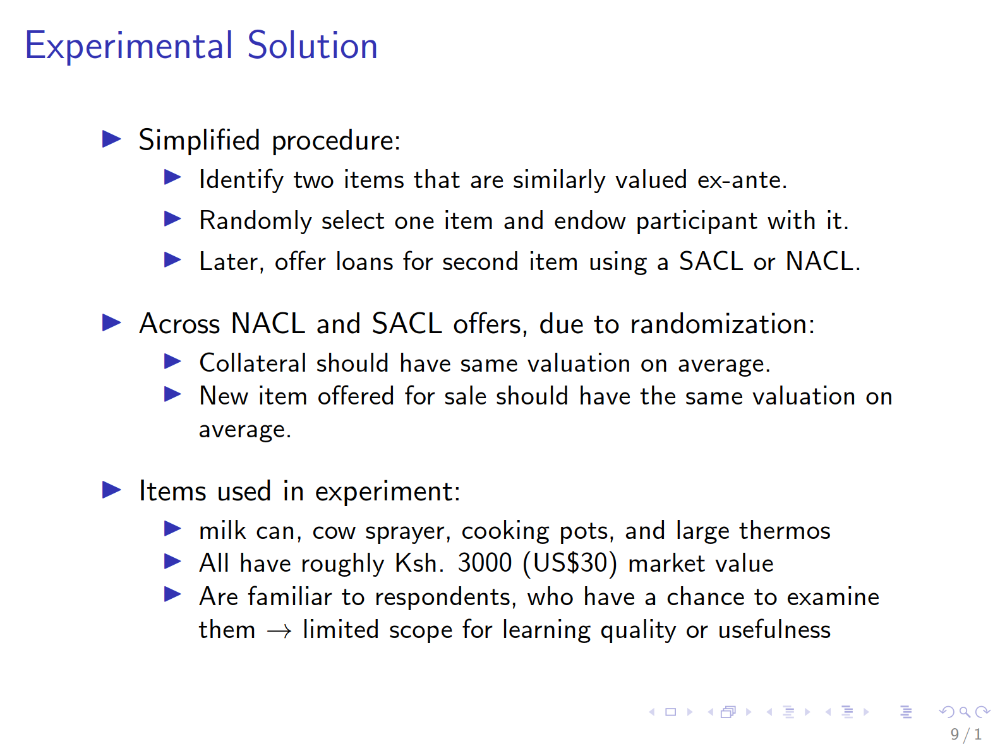 Experimental Solution
Simplified procedure:
Identify two items that are similarly valued ex-ante.
Randomly select one item and endow participant with it.
Later, offer loans for second item using a SACL or NACL.
Across NACL and SACL offers, due to randomization:
Collateral should have same valuation on average.
New item offered for sale should have the same valuation on
average.
Items used in experiment:
milk can, cow sprayer, cooking pots, and large thermos
All have roughly Ksh. 3000 (US$30) market value
Are familiar to respondents, who have a chance to examine
them → limited scope for learning quality or usefulness
9 / 1